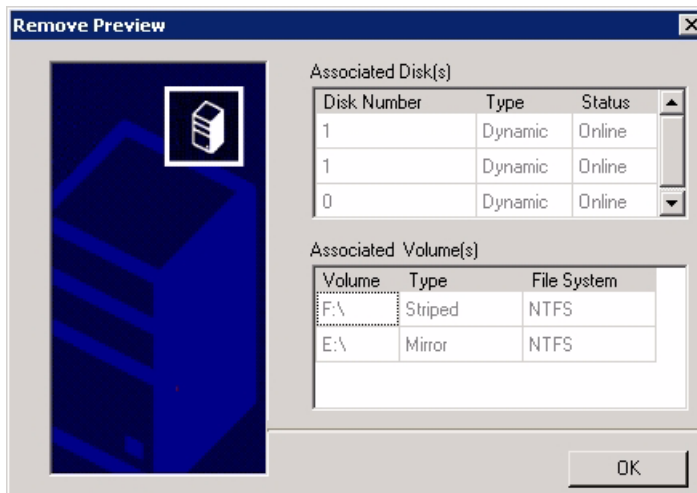 Remove Preview
Associated Disk(s)
Disk Number Type Status
1 Dynamic Online
1 Dynamic Online
0 Dynamic Online
Associated Volume(s)
Volume Type File System
F:\ Striped NTFS
E:\ Mirror NTFS
OK